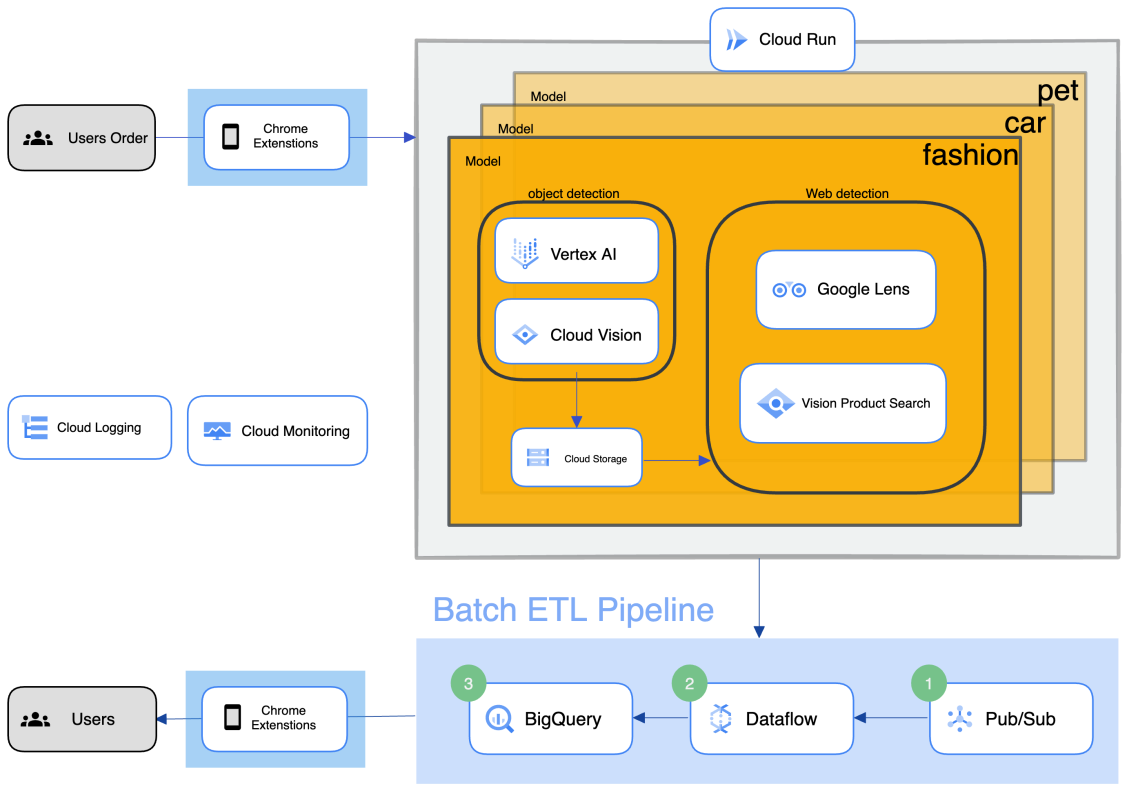 Cloud Run
pet
Model
car
Model
fashion
Model
Users Order
Chrome
Extenstions
object detection
Web detection
Vertex AI
Google Lens
Cloud Vision
Vision Product Search
Cloud Logging
Cloud Monitoring
Cloud Storage
Batch ETL Pipeline
3
2
1
BigQuery
Dataflow
Pub/Sub
Users
Chrome
Extenstions